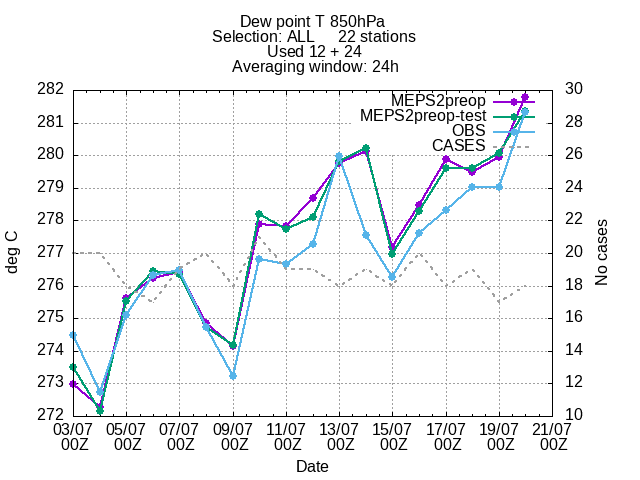 Dew point T 850hPa
Selection: ALL 22 stations
Used 12 + 24
Averaging window: 24h
282 30
281 28
280 26
279 24
278 22
277 20
276 18
275 16
274 14
273 12
272 10
MEPS2preop
MEPS2preop-test
OBS
CASES
deg C
No cases
03/07 05/07 07/07 09/07 11/07 13/07 15/07 17/07 19/07 21/07
00Z 00Z 00Z 00Z 00Z 00Z 00Z 00Z 00Z 00Z
Date